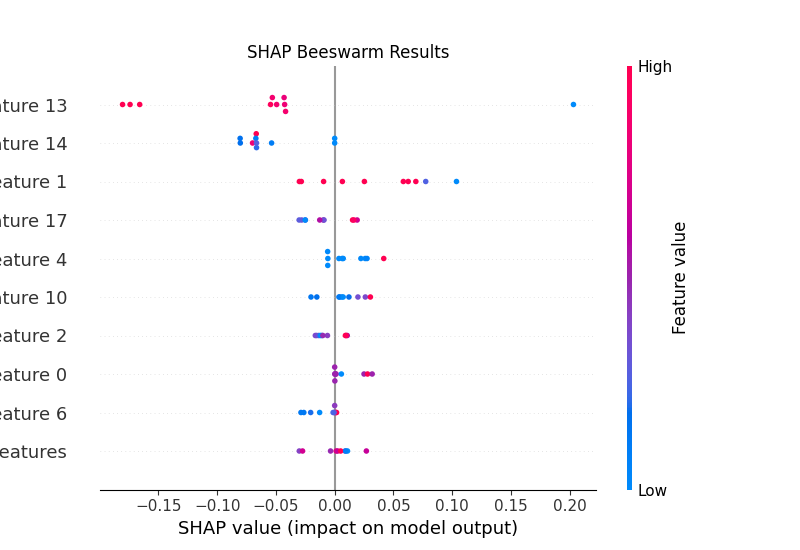 SHAP Beeswarm Results
High
ature 13
ature 14
eature 1
ature 17
eature 4
ature 10
eature 2
eature 0
eature 6
eatures
Feature value
Low
−0.15 −0.10 −0.05 0.00 0.05 0.10 0.15 0.20
SHAP value (impact on model output)